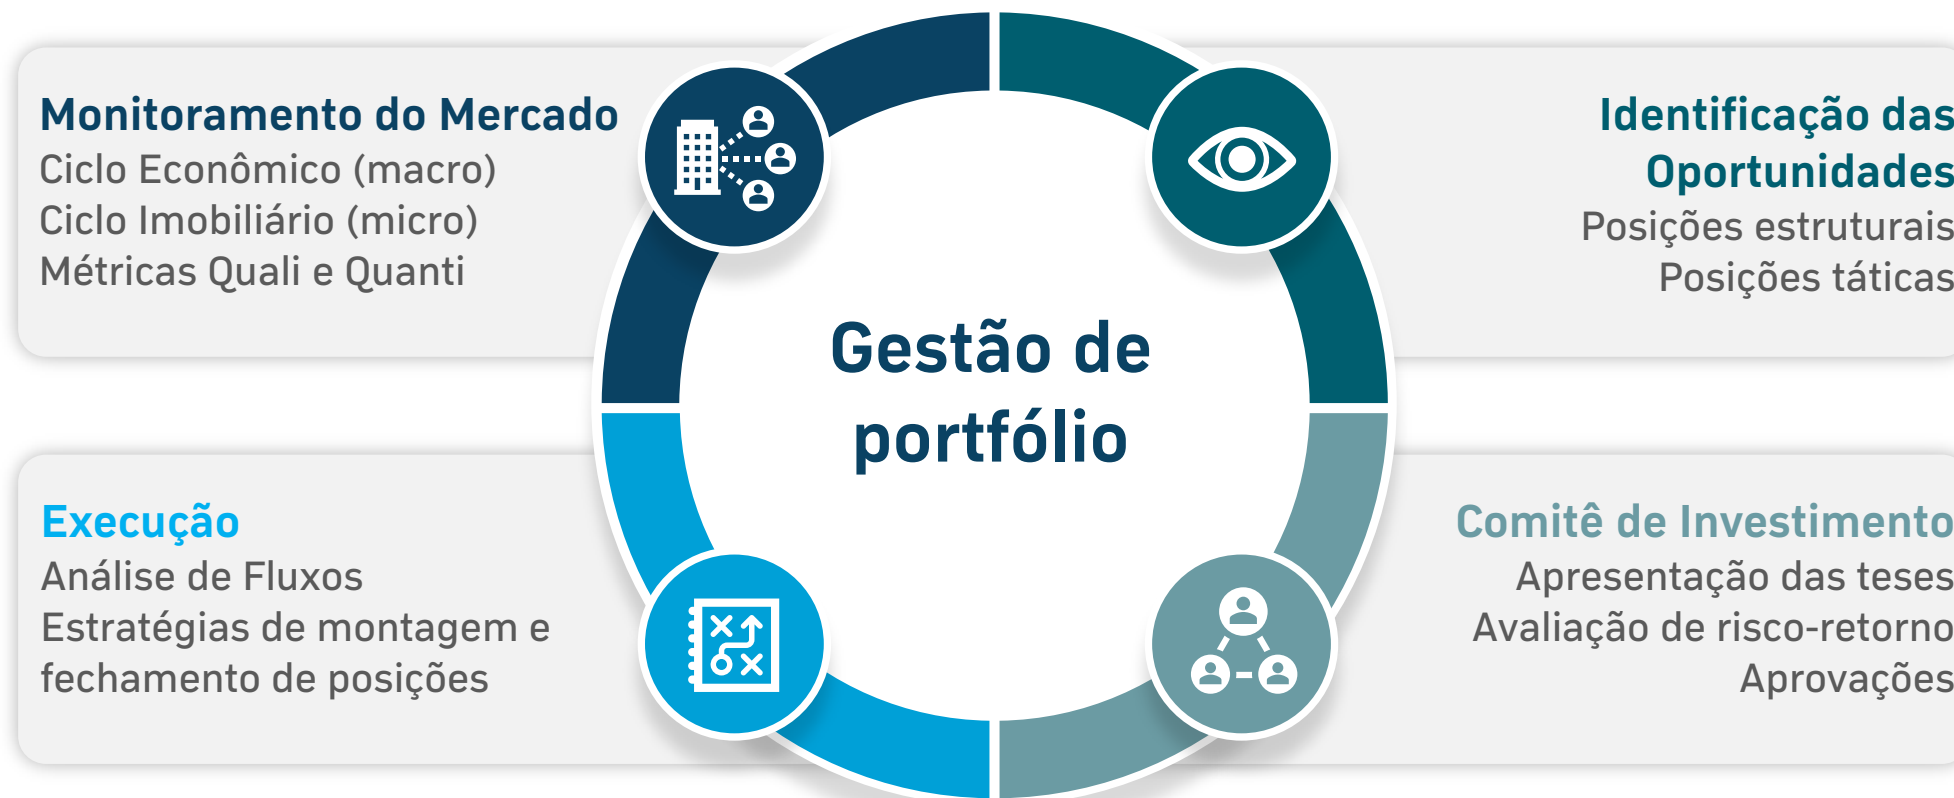 Monitoramento do Mercado
Ciclo Econômico (macro)
Ciclo Imobiliário (micro)
Métricas Quali e Quanti
Identificação das
Oportunidades
Posições estruturais
Posições táticas
Gestão de
portfólio
Execução
Análise de Fluxos
Estratégias de montagem e
fechamento de posições
Comitê de Investimento
Apresentação das teses
Avaliação de risco-retorno
Aprovações